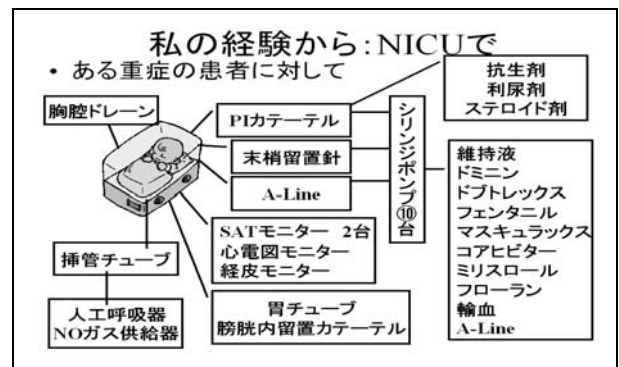 私の経験から:NICUで
• ある重症の患者に対して
抗生剤
利尿剤
ステロイド剤
胸腔ドレーン
PIカテーテル
末梢留置針
A-Line
シリンジポンプ⑩台
維持液
ドミニン
ドブトレックス
フェンタニル
マスキュラックス
コアヒビター
ミリスロール
フローラン
輸血
A-Line
SATモニター 2台
心電図モニター
経皮モニター
挿管チューブ
胃チューブ
膀胱内留置カテーテル
人工呼吸器
NOガス供給器